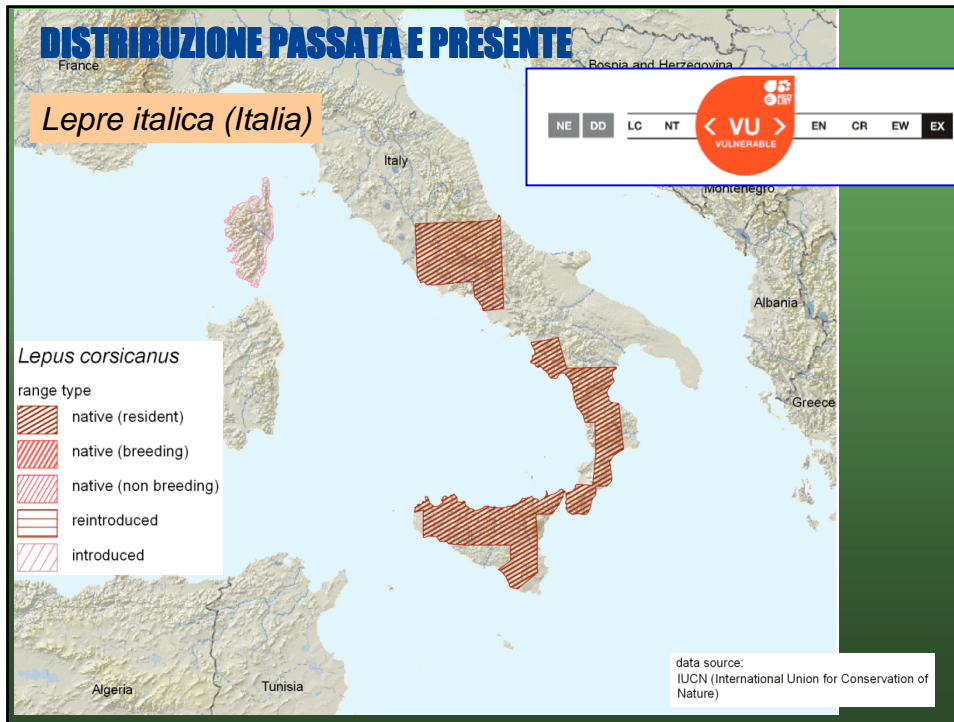 DISTRIBUZIONE PASSATA E PRESENTE
France
Bosnia and Herzegovina
Lepre italica (Italia)
NE DD LC NT < VU > EN CR EW EX
VULNERABLE
RED
LIST
Italy
Montenegro
Albania
Greece
Lepus corsicanus
range type
native (resident)
native (breeding)
native (non breeding)
reintroduced
introduced
Algeria
Tunisia
data source:
IUCN (International Union for Conservation of
Nature)